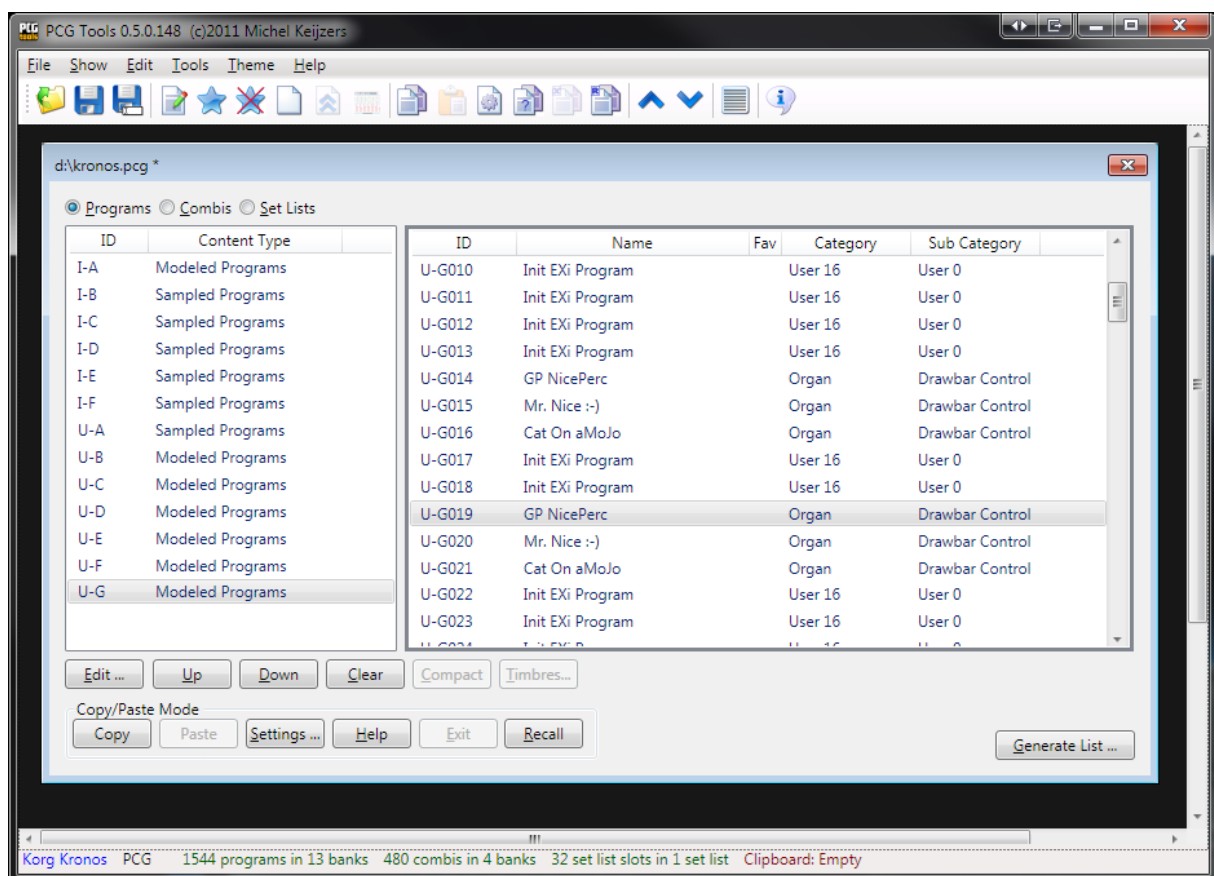 PCG Tools 0.5.0.148 (c)2011 Michel Keijzers
File Show Edit Tools Theme Help
d:\kronos.pcg *
Programs Combis Set Lists
ID Content Type
I-A Modeled Programs
I-B Sampled Programs
I-C Sampled Programs
I-D Sampled Programs
I-E Sampled Programs
I-F Sampled Programs
U-A Sampled Programs
U-B Modeled Programs
U-C Modeled Programs
U-D Modeled Programs
U-E Modeled Programs
U-F Modeled Programs
U-G Modeled Programs
ID Name Fav Category Sub Category
U-G010 Init EXi Program User 16 User 0
U-G011 Init EXi Program User 16 User 0
U-G012 Init EXi Program User 16 User 0
U-G013 Init EXi Program User 16 User 0
U-G014 GP NicePerc Organ Drawbar Control
U-G015 Mr. Nice :-) Organ Drawbar Control
U-G016 Cat On aMoJo Organ Drawbar Control
U-G017 Init EXi Program User 16 User 0
U-G018 Init EXi Program User 16 User 0
U-G019 GP NicePerc Organ Drawbar Control
U-G020 Mr. Nice :-) Organ Drawbar Control
U-G021 Cat On aMoJo Organ Drawbar Control
U-G022 Init EXi Program User 16 User 0
U-G023 Init EXi Program User 16 User 0
Edit ... Up Down Clear Compact Timbres...
Copy/Paste Mode
Copy Paste Settings ... Help Exit Recall
Generate List ...
Korg Kronos PCG 1544 programs in 13 banks 480 combis in 4 banks 32 set list slots in 1 set list Clipboard: Empty